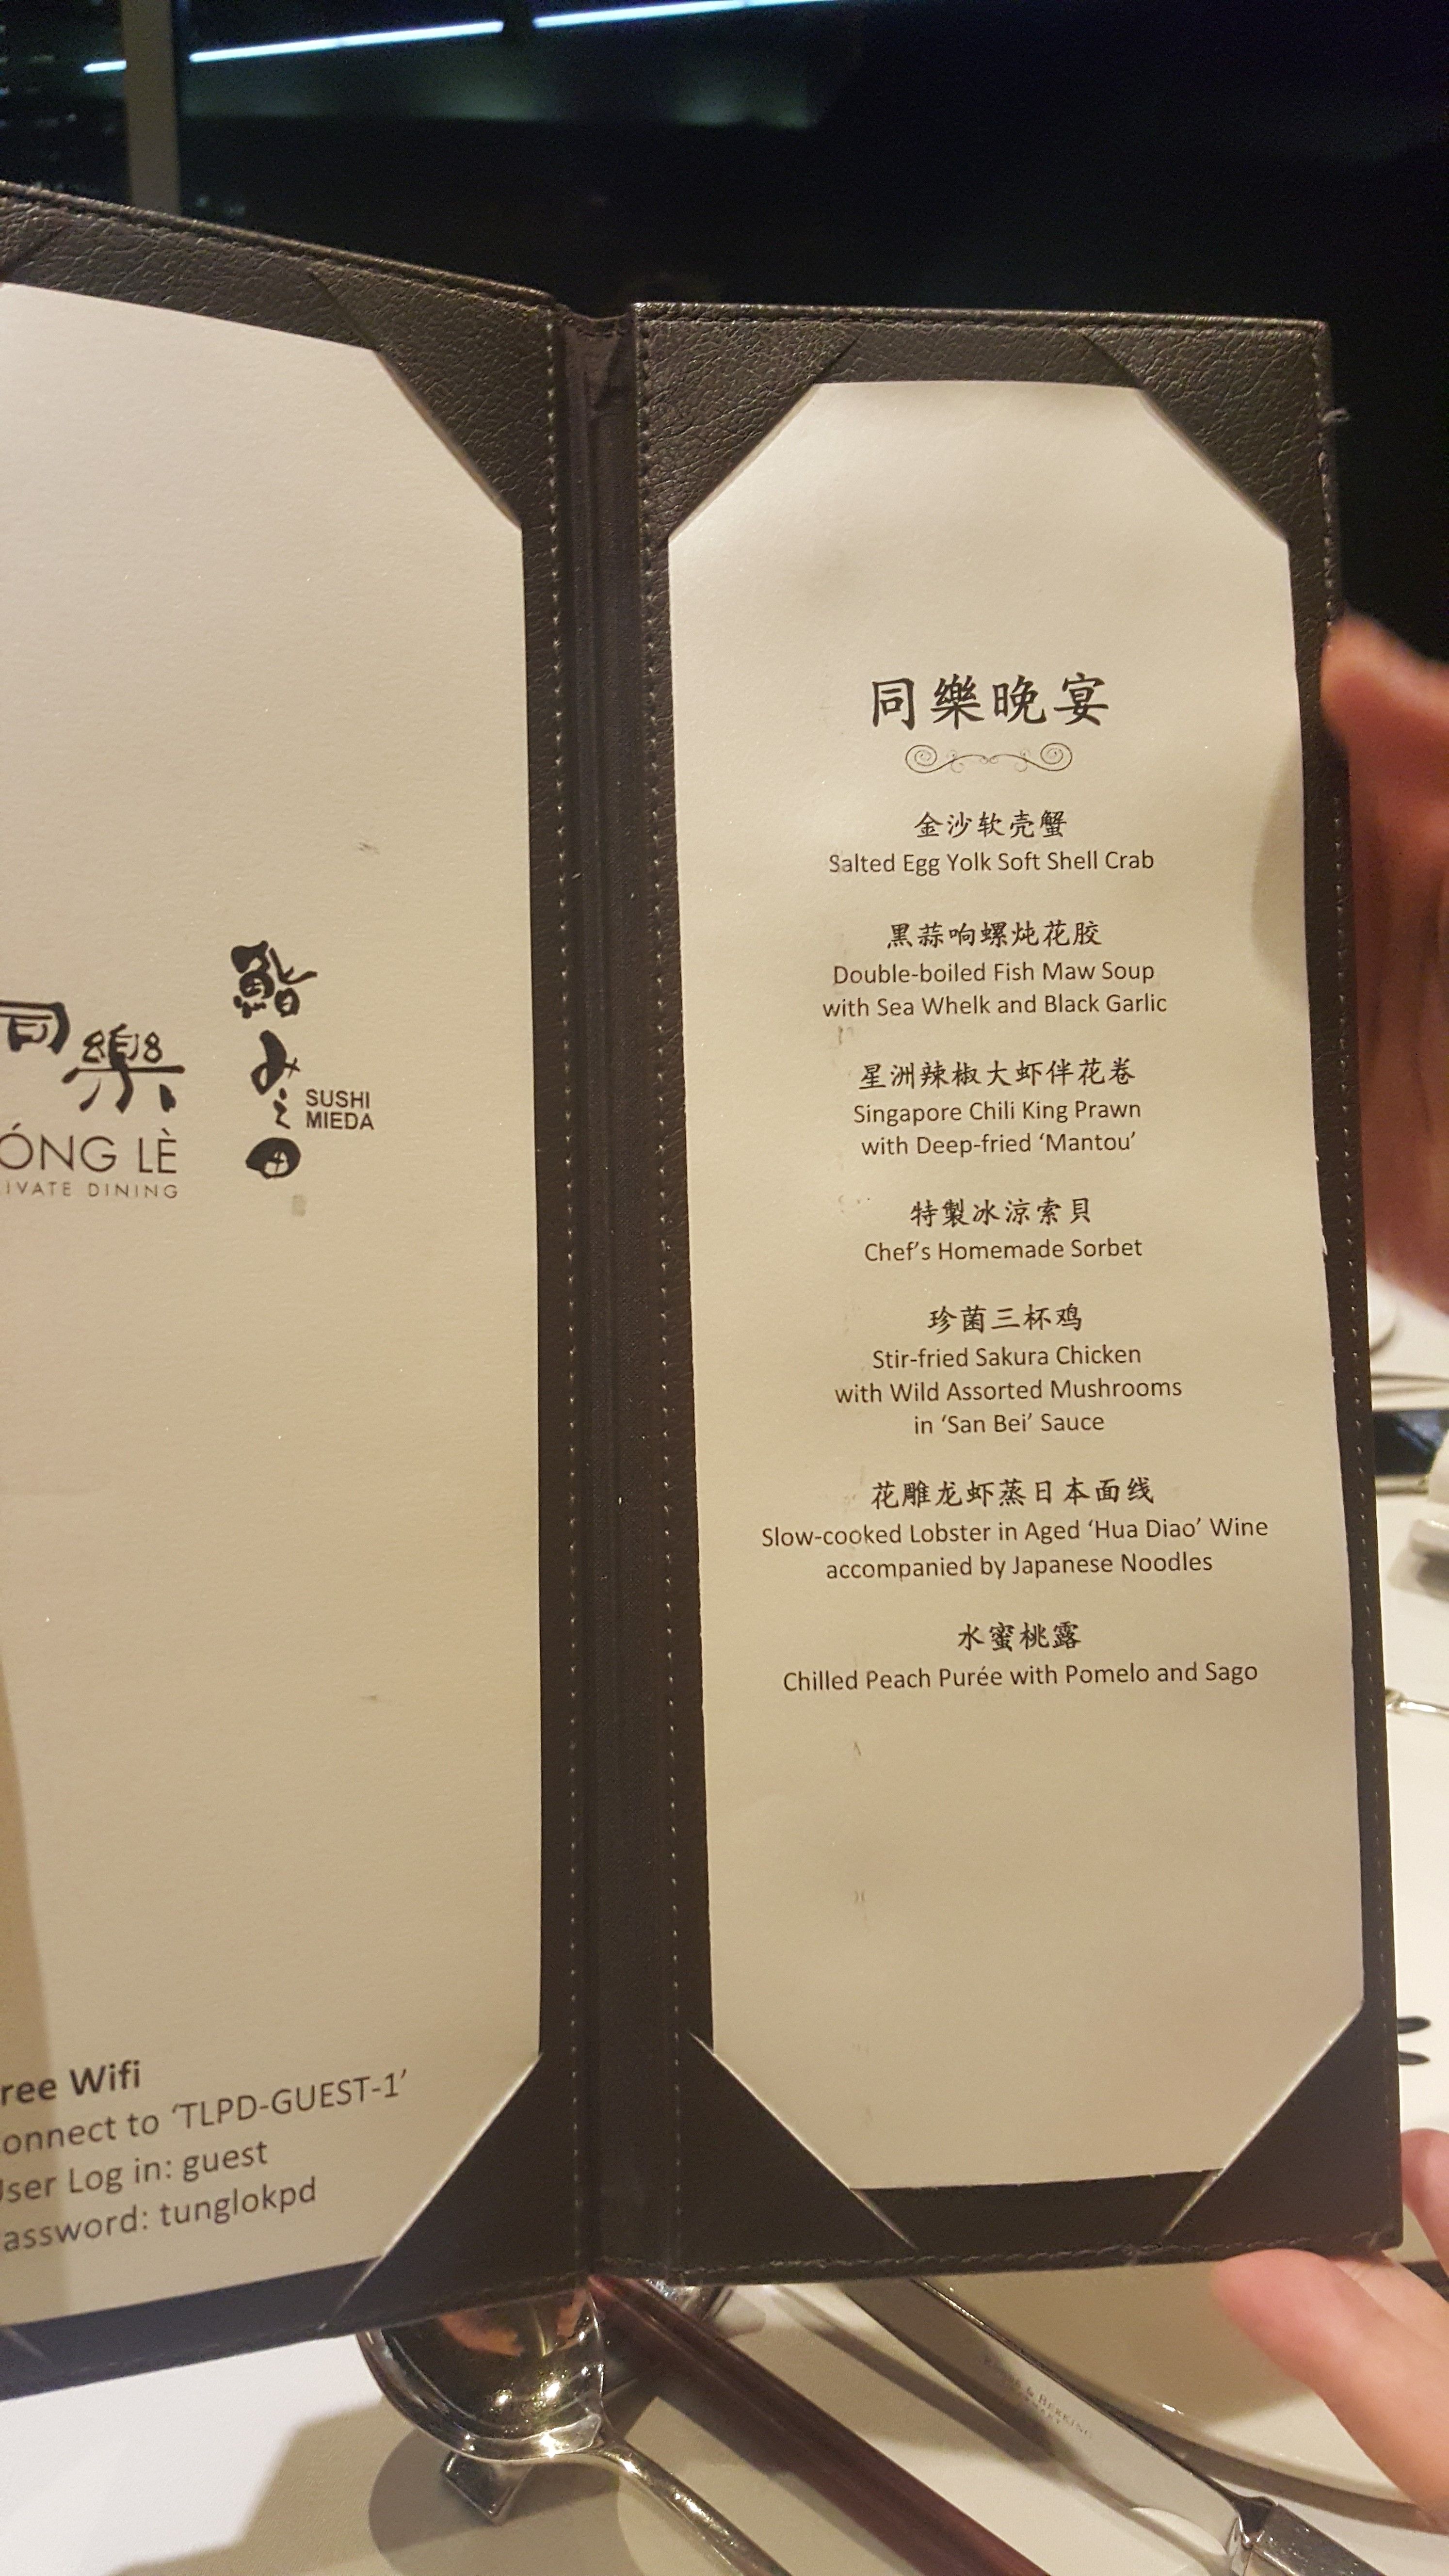 同樂
ÓNG LÈ
IVATE DINING
鮨
みえ田
SUSHI
MIEDA
ree Wifi
onnect to ‘TLPD-GUEST-1’
ser Log in: guest
assword: tunglokpd
同樂晚宴
金沙软壳蟹
Salted Egg Yolk Soft Shell Crab
黑蒜响螺炖花胶
Double-boiled Fish Maw Soup
with Sea Whelk and Black Garlic
星洲辣椒大虾伴花卷
Singapore Chili King Prawn
with Deep-fried ‘Mantou’
特製冰涼索貝
Chef’s Homemade Sorbet
珍菌三杯鸡
Stir-fried Sakura Chicken
with Wild Assorted Mushrooms
in ‘San Bei’ Sauce
花雕龙虾蒸日本面线
Slow-cooked Lobster in Aged ‘Hua Diao’ Wine
accompanied by Japanese Noodles
水蜜桃露
Chilled Peach Purée with Pomelo and Sago